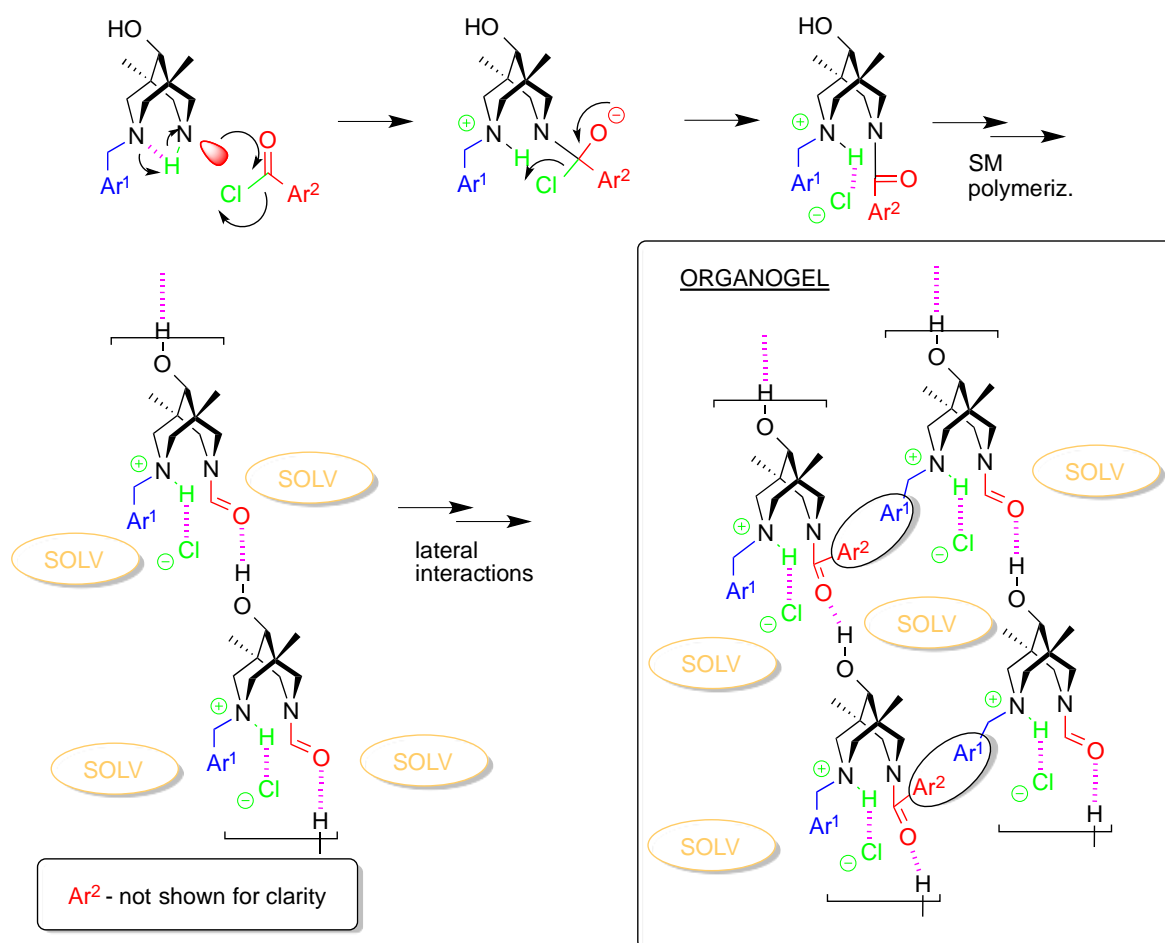 HO
HO
HO
N
N
H
O
Cl
Ar²
Ar¹
⊕
N
N
H
O
⊖
Cl
Ar²
Ar¹
⊕
N
N
H
O
Cl
⊖
Ar²
Ar¹
SM
polymeriz.
H
O
⊕
N
N
H
Ar¹
O
Cl
⊖
SOLV
SOLV
H
O
⊕
N
N
H
Ar¹
O
Cl
⊖
SOLV
SOLV
H
lateral
interactions
Ar² - not shown for clarity
ORGANOGEL
H
O
⊕
N
N
H
Ar¹
Ar²
O
Cl
⊖
H
O
⊕
N
N
H
Ar¹
O
Cl
⊖
SOLV
SOLV
SOLV
H
O
⊕
N
N
H
Ar¹
Ar²
O
Cl
⊖
H
H
O
⊕
N
N
H
Ar¹
O
Cl
⊖
H
SOLV